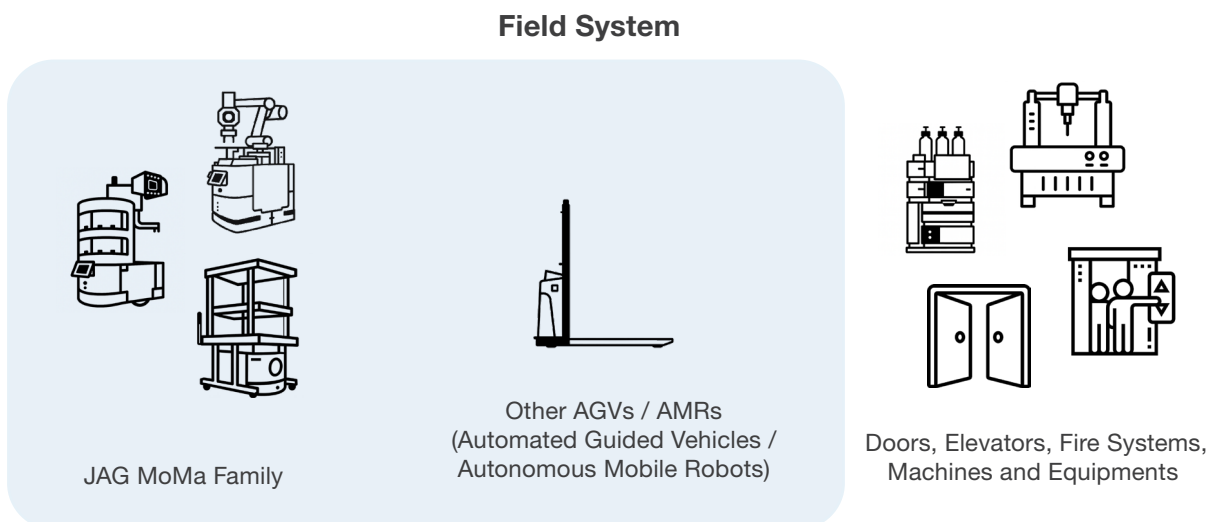 Field System
JAG MoMa Family
Other AGVs / AMRs
(Automated Guided Vehicles /
Autonomous Mobile Robots)
Doors, Elevators, Fire Systems,
Machines and Equipments